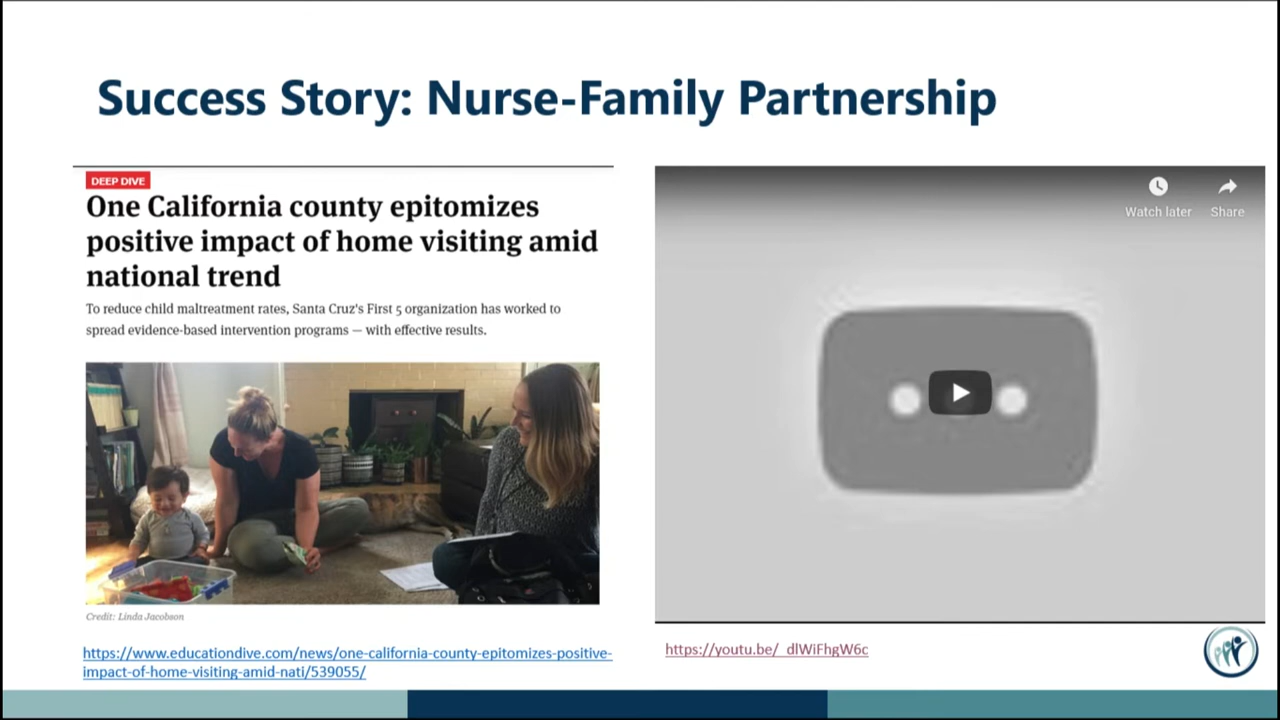 Success Story: Nurse-Family Partnership
DEEP DIVE
One California county epitomizes
positive impact of home visiting amid
national trend
To reduce child maltreatment rates, Santa Cruz's First 5 organization has worked to
spread evidence-based intervention programs — with effective results.
Credit: Linda Jacobson
https://www.educationdive.com/news/one-california-county-epitomizes-positive-
impact-of-home-visiting-amid-nati/539055/
Watch later
Share
https://youtu.be/_dlWiFhgW6c